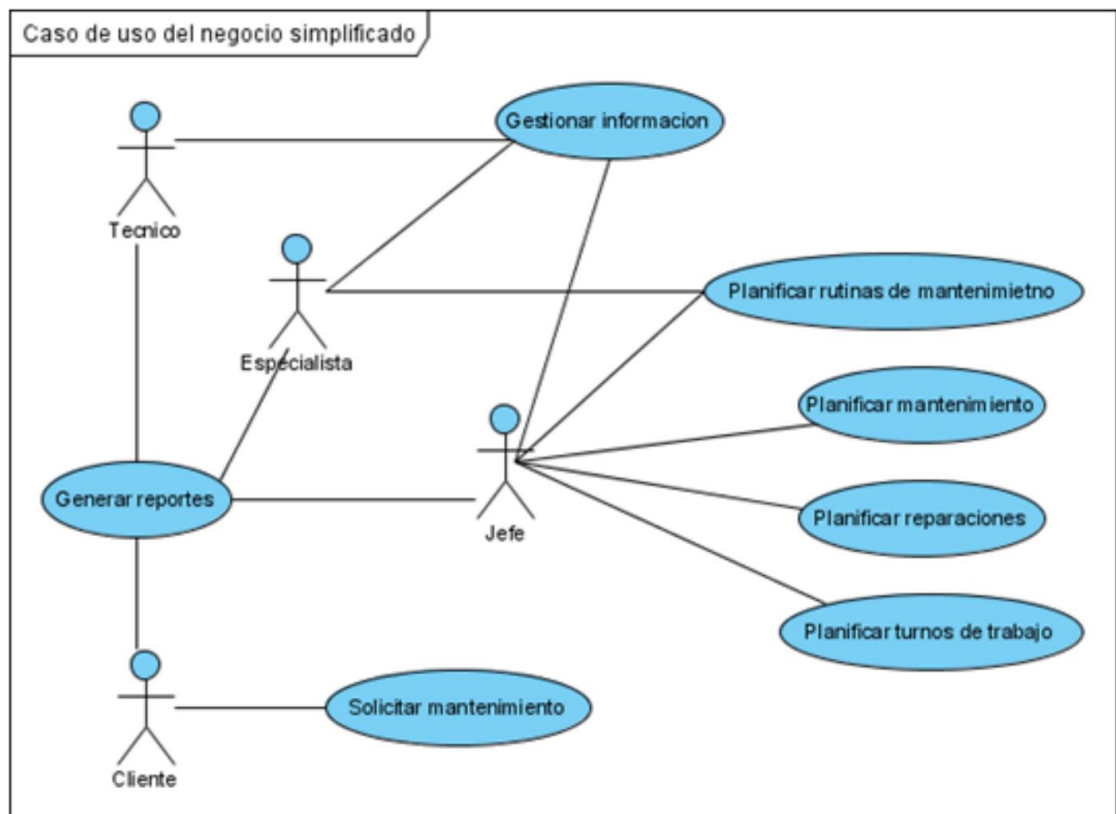 Caso de uso del negocio simplificado
Gestionar informacion
Tecnico
Especialista
Planificar rutinas de mantenimietno
Planificar mantenimiento
Generar reportes
Jefe
Planificar reparaciones
Planificar turnos de trabajo
Solicitar mantenimiento
Cliente